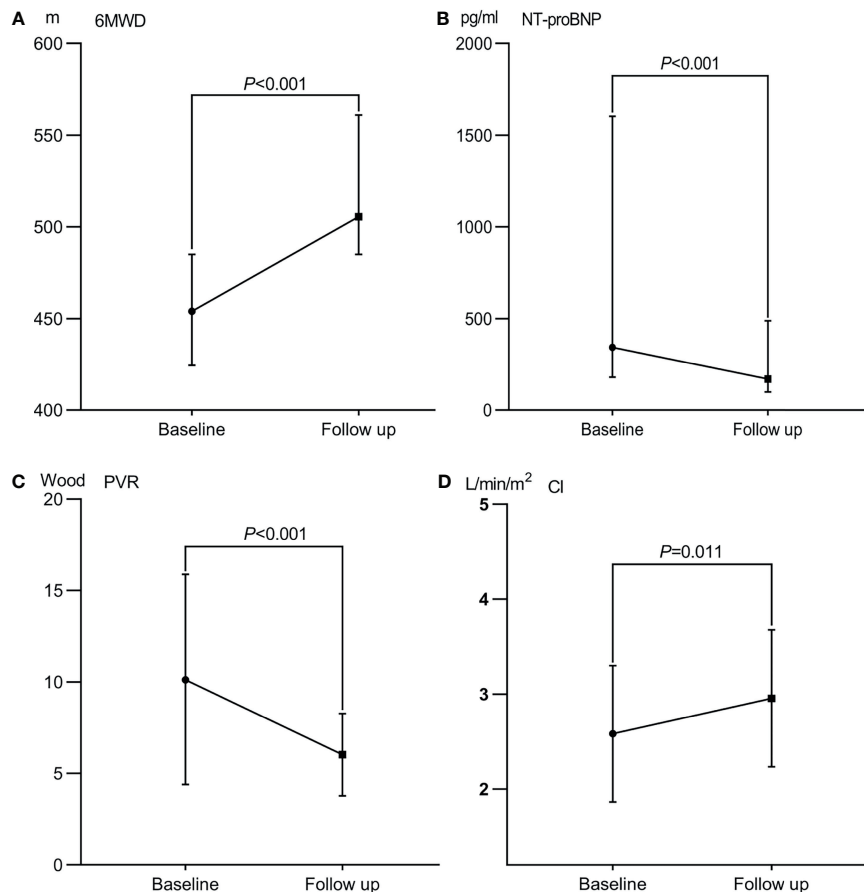 A m 6MWD
600
550
500
450
400
P<0.001
Baseline Follow up
B pg/ml NT-proBNP
2000
1500
1000
500
0
P<0.001
Baseline Follow up
C Wood PVR
20
15
10
5
0
P<0.001
Baseline Follow up
D L/min/m² CI
5
4
3
2
P=0.011
Baseline Follow up